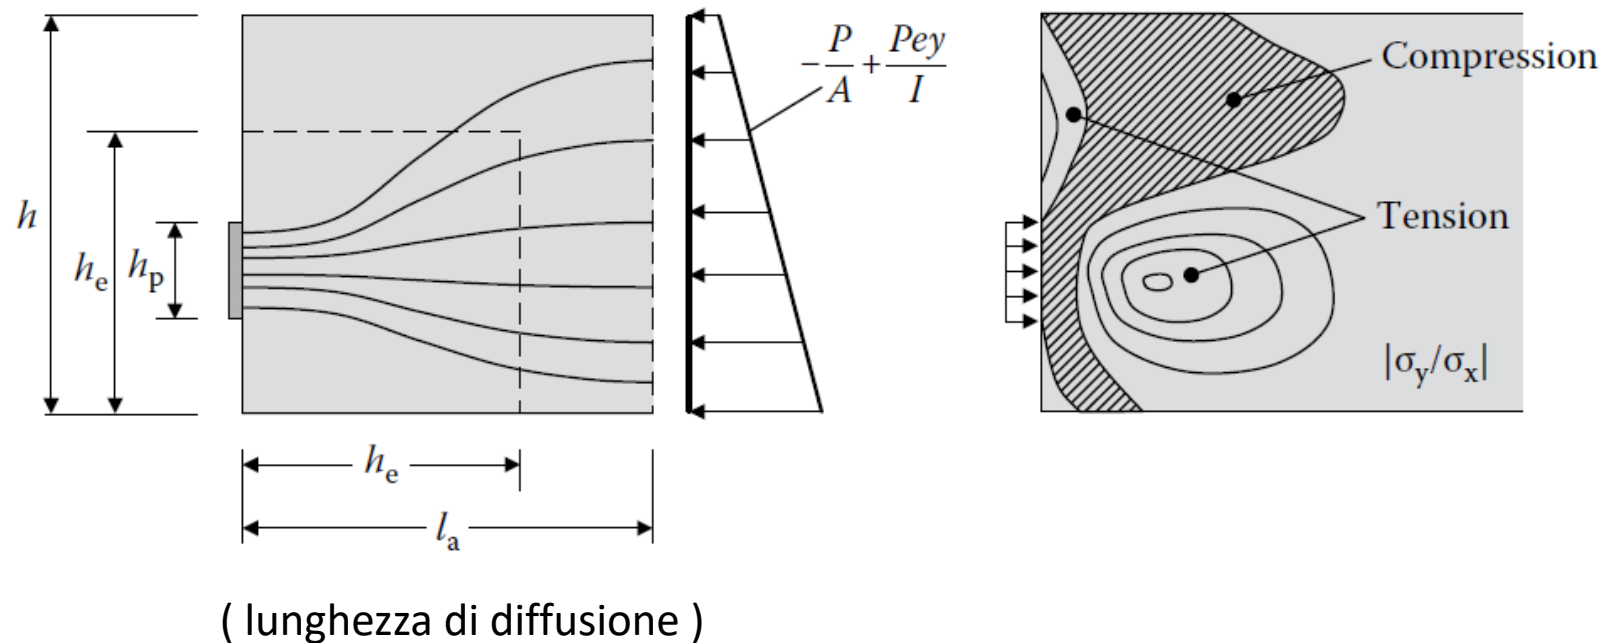 h
h_e
h_p
h_e
l_a
( lunghezza di diffusione )
-P/A + Pey/I
Compression
Tension
|σ_y/σ_x|